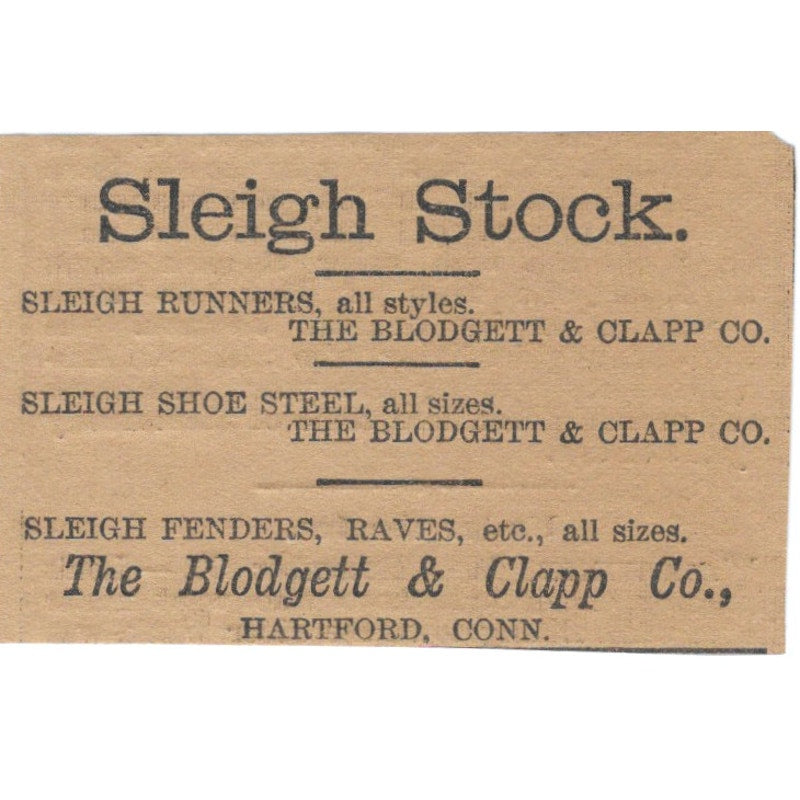 Sleigh Stock.
SLEIGH RUNNERS, all styles.
THE BLODGETT & CLAPP CO.
SLEIGH SHOE STEEL, all sizes.
THE BLODGETT & CLAPP CO.
SLEIGH FENDERS, RAVES, etc., all sizes.
The Blodgett & Clapp Co.,
HARTFORD, CONN.